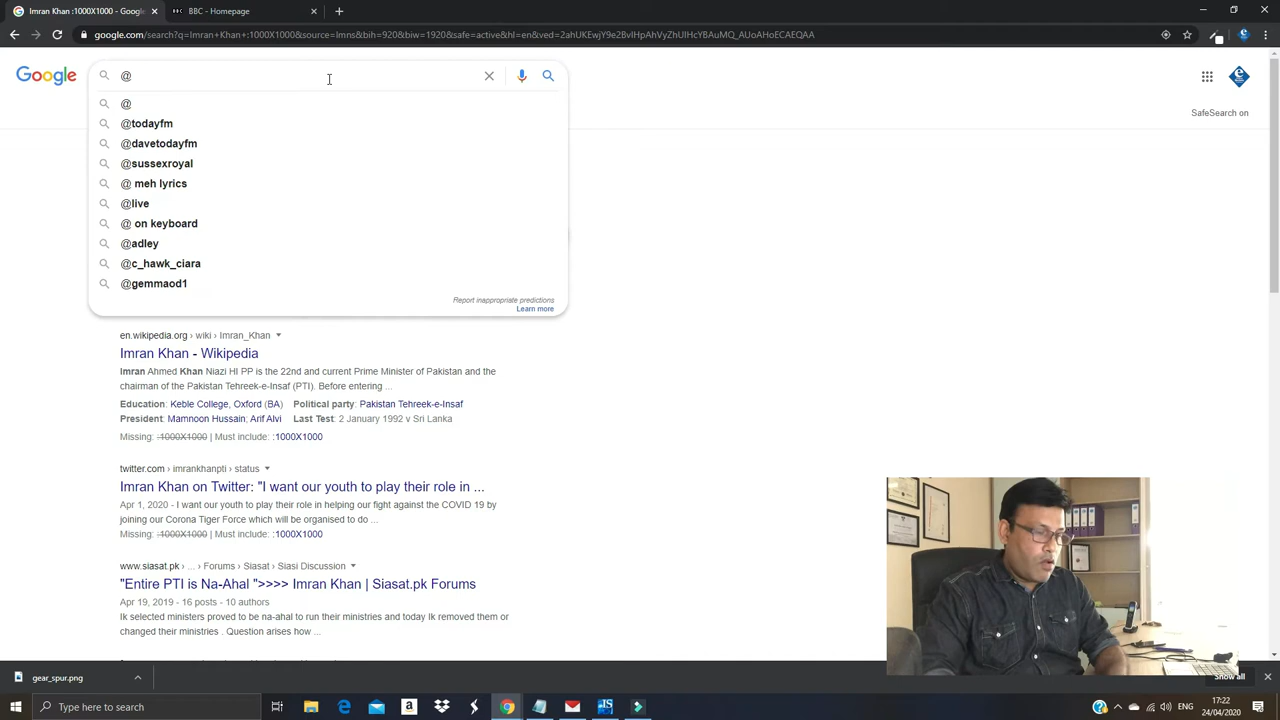 Imran Khan :1000X1000 - Google S
BBC - Homepage
google.com/search?q=Imran+Khan+:1000X1000&source=lnms&bih=920&biw=1920&safe=active&hl=en&ved=2ahUKEwjY9e2BvIHpAhVyZhUIHcYBAuMQ_AUoAHoECAEQAA
Google
@
SafeSearch on
@
@todayfm
@davetodayfm
@sussexroyal
@ meh lyrics
@live
@ on keyboard
@adley
@c_hawk_ciara
@gemmaod1
Report inappropriate predictions
Learn more
en.wikipedia.org › wiki › Imran_Khan
Imran Khan - Wikipedia
Imran Ahmed Khan Niazi HI PP is the 22nd and current Prime Minister of Pakistan and the
chairman of the Pakistan Tehreek-e-Insaf (PTI). Before entering ...
Education: Keble College, Oxford (BA) Political party: Pakistan Tehreek-e-Insaf
President: Mamnoon Hussain; Arif Alvi Last Test: 2 January 1992 v Sri Lanka
Missing: :1000X1000 | Must include: :1000X1000
twitter.com › imrankhanpti › status
Imran Khan on Twitter: "I want our youth to play their role in ...
Apr 1, 2020 - I want our youth to play their role in helping our fight against the COVID 19 by
joining our Corona Tiger Force which will be organised to do ...
Missing: :1000X1000 | Must include: :1000X1000
www.siasat.pk › ... › Forums › Siasat › Siasi Discussion
"Entire PTI is Na-Ahal ">>>> Imran Khan | Siasat.pk Forums
Apr 19, 2019 - 16 posts - 10 authors
Ik selected ministers proved to be na-ahal to run their ministries and today Ik removed them or
changed their ministries . Question arises how ...
gear_spur.png
Show all
Type here to search
ENG
17:22
24/04/2020